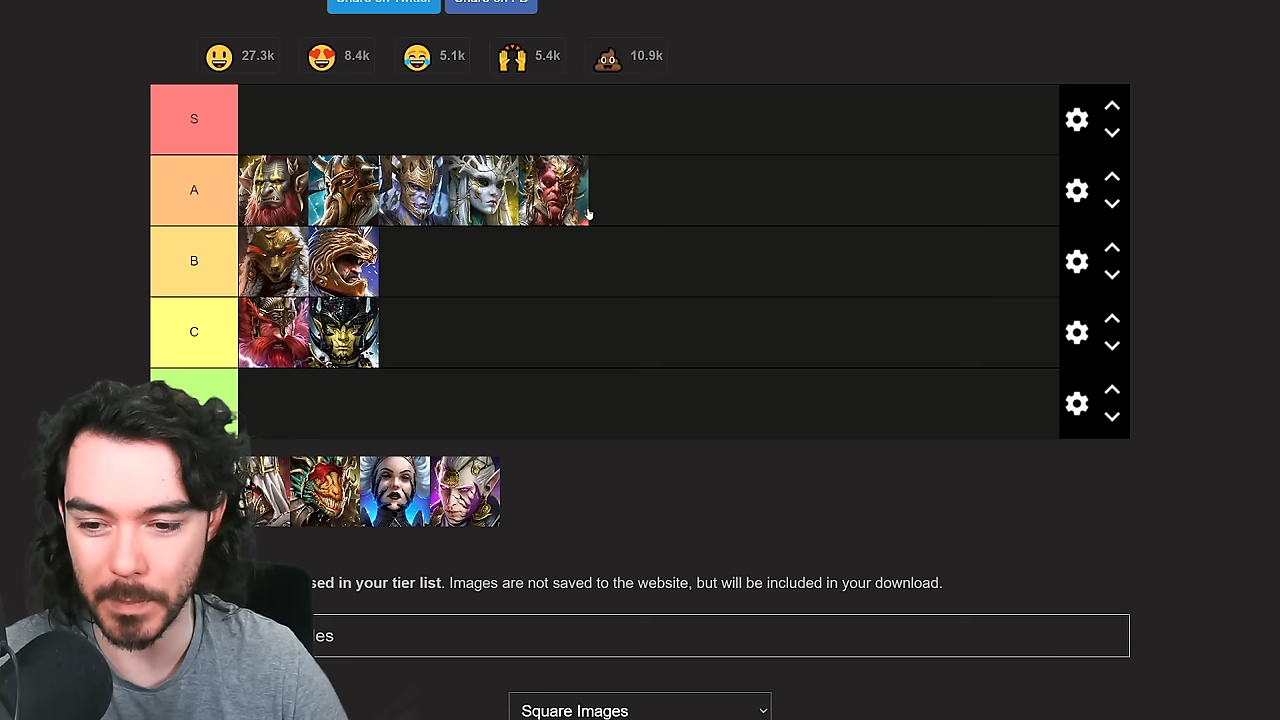 27.3k 8.4k 5.1k 5.4k 10.9k
S
A
B
C
sed in your tier list. Images are not saved to the website, but will be included in your download.
les
Square Images